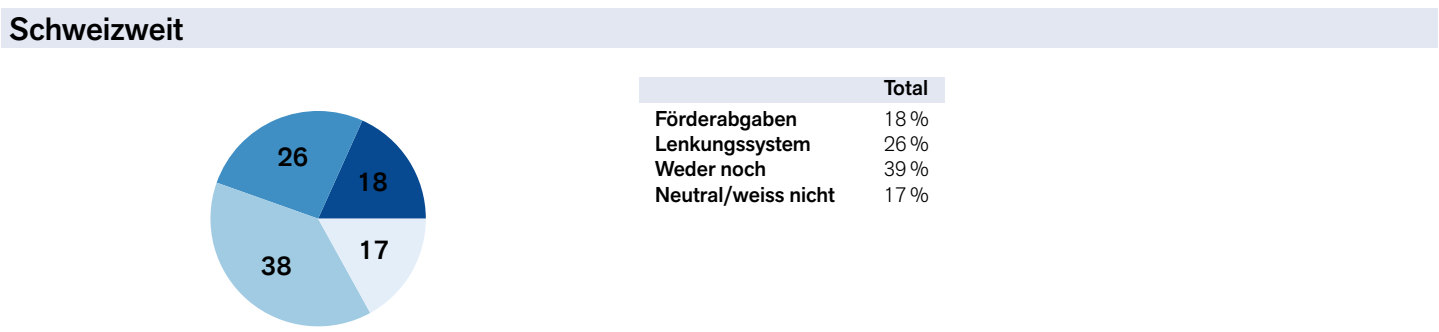 Schweizweit
26
18
38
17
Total
Förderabgaben 18 %
Lenkungssystem 26 %
Weder noch 39 %
Neutral/weiss nicht 17 %